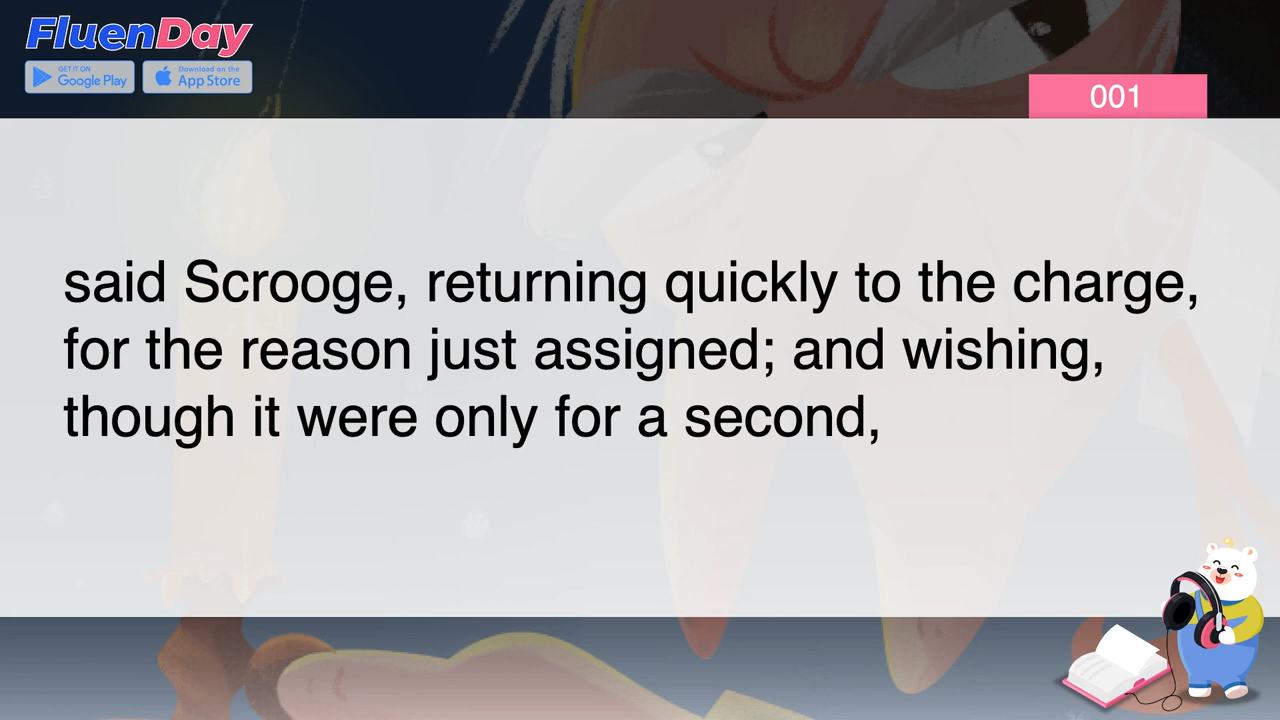 FluenDay
GET IT ON
Google Play
Download on the
App Store
001
said Scrooge, returning quickly to the charge,
for the reason just assigned; and wishing,
though it were only for a second,